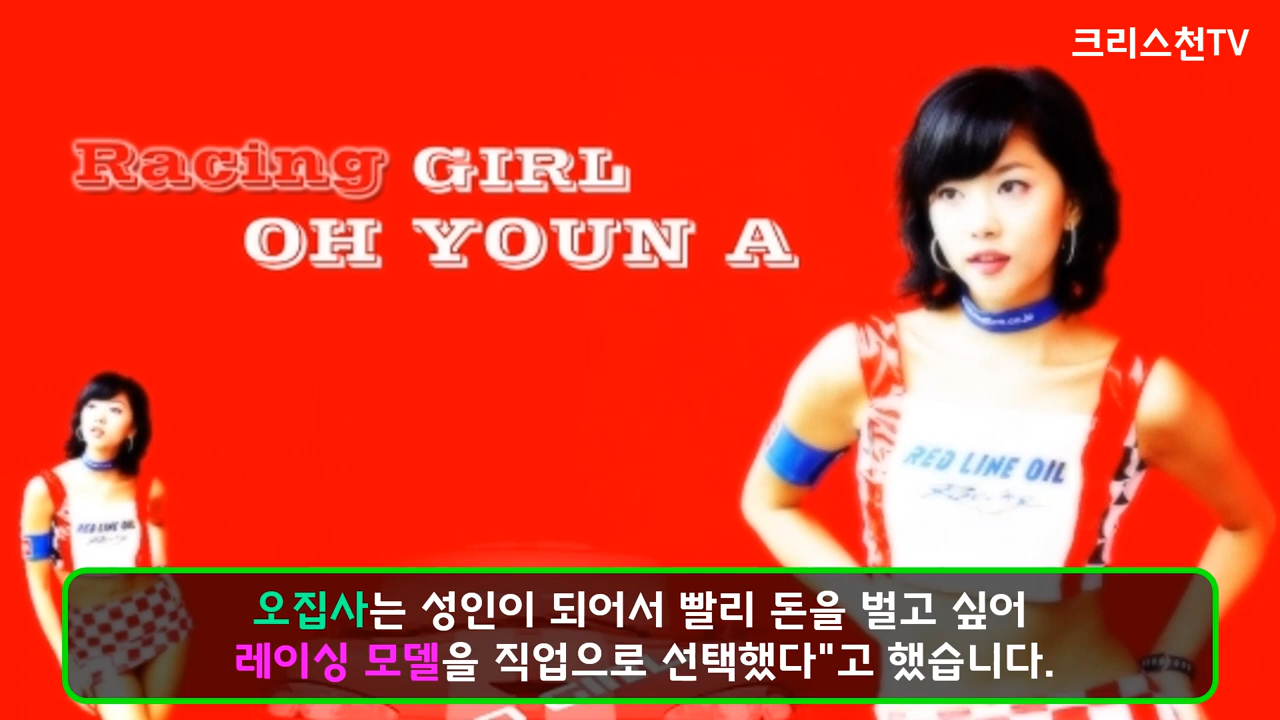 크리스천TV
Racing GIRL
OH YOUN A
RED LINE OIL
Racing
RED LINE OIL
오집사는 성인이 되어서 빨리 돈을 벌고 싶어
레이싱 모델을 직업으로 선택했다"고 했습니다.